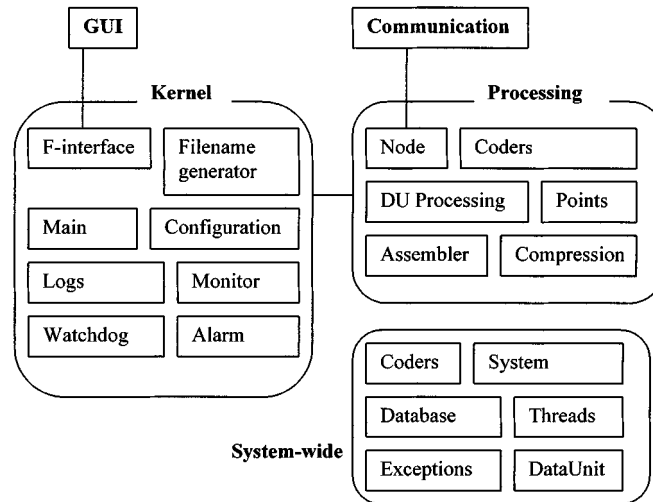 GUI
Communication
Kernel
Processing
F-interface
Filename
generator
Main
Configuration
Logs
Monitor
Watchdog
Alarm
Node
Coders
DU Processing
Points
Assembler
Compression
Coders
System
Database
Threads
System-wide
Exceptions
DataUnit